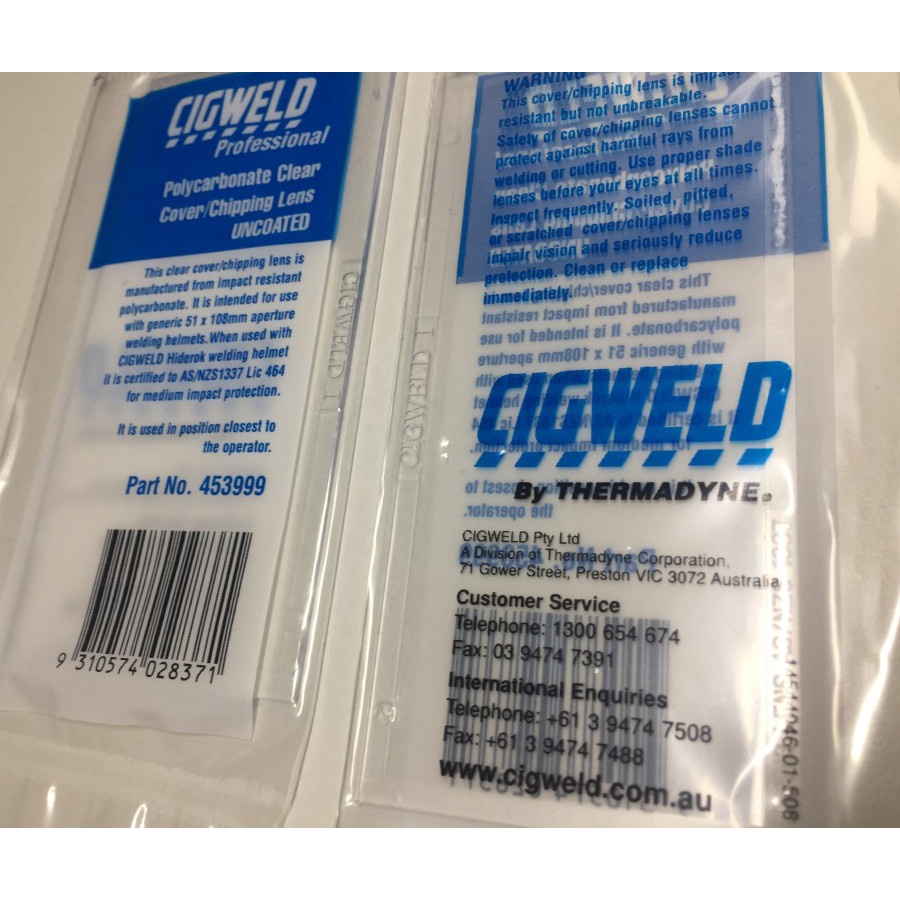 CIGWELD
Professional
Polycarbonate Clear
Cover/Chipping Lens
UNCOATED
This clear cover/chipping lens is
manufactured from impact resistant
polycarbonate. It is intended for use
with generic 51 x 108mm aperture
welding helmets.When used with
CIGWELD Hiderok welding helmet
it is certified to AS/NZS1337 Lic 464
for medium impact protection.
It is used in position closest to
the operator.
Part No. 453999
9 310574 028371
CIGWELD
WARNING
This cover/chipping lens is impact
resistant but not unbreakable.
Safety of cover/chipping lenses cannot
protect against harmful rays from
welding or cutting. Use proper shade
lenses before your eyes at all times.
Inspect frequently. Soiled, pitted,
or scratched cover/chipping lenses
impair vision and seriously reduce
protection. Clean or replace
immediately.
CIGWELD
CIGWELD
By THERMADYNE®
CIGWELD Pty Ltd
A Division of Thermadyne Corporation,
71 Gower Street, Preston VIC 3072 Australia
Customer Service
Telephone: 1300 654 674
Fax: 03 9474 7391
International Enquiries
Telephone: +61 3 9474 7508
Fax: +61 3 9474 7488
www.cigweld.com.au